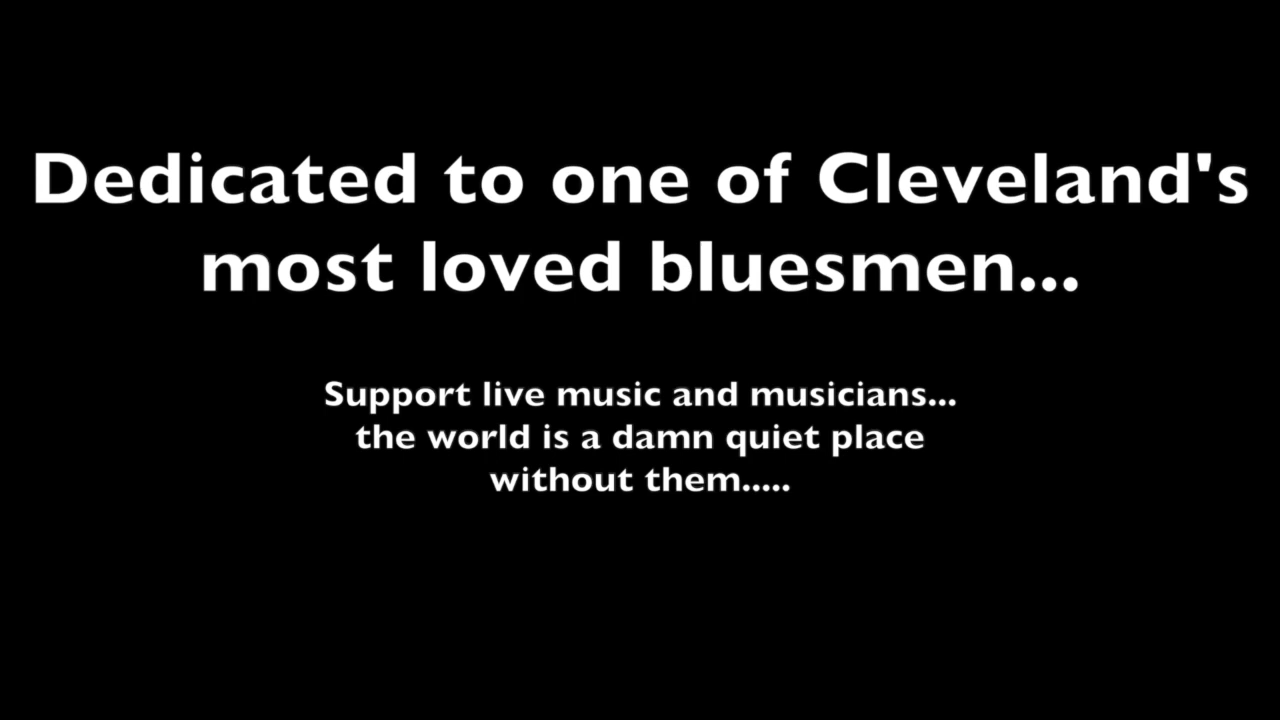 Dedicated to one of Cleveland's
most loved bluesmen...
Support live music and musicians...
the world is a damn quiet place
without them.....